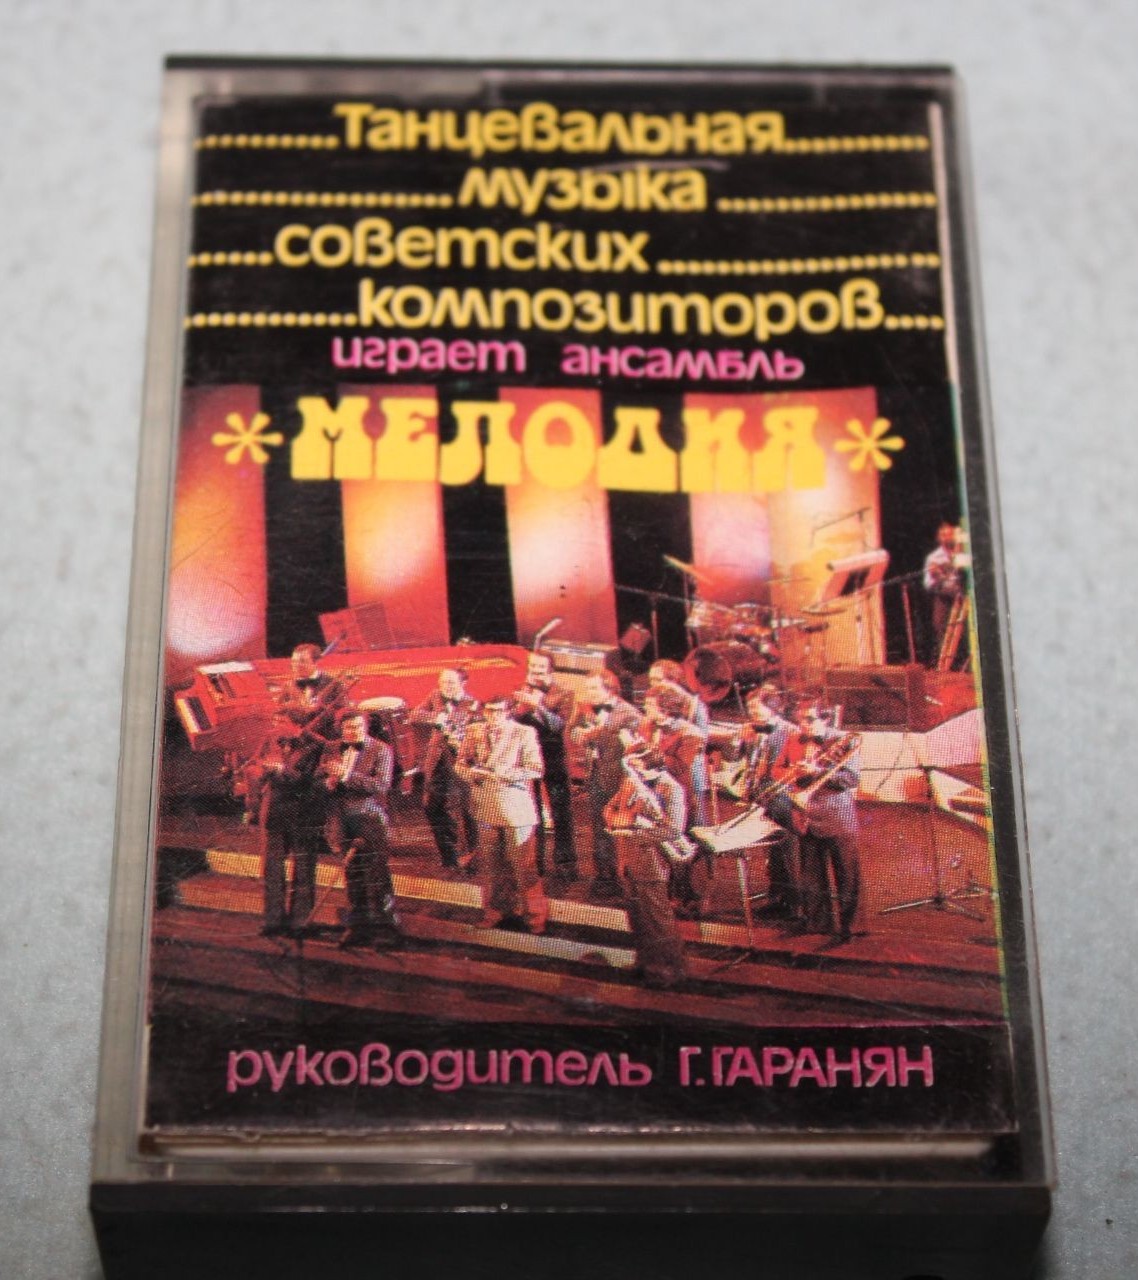 Танцевальная
музыка
советских
композиторов
играет ансамбль
*МЕЛОДИЯ*
руководитель Г. ГАРАНЯН